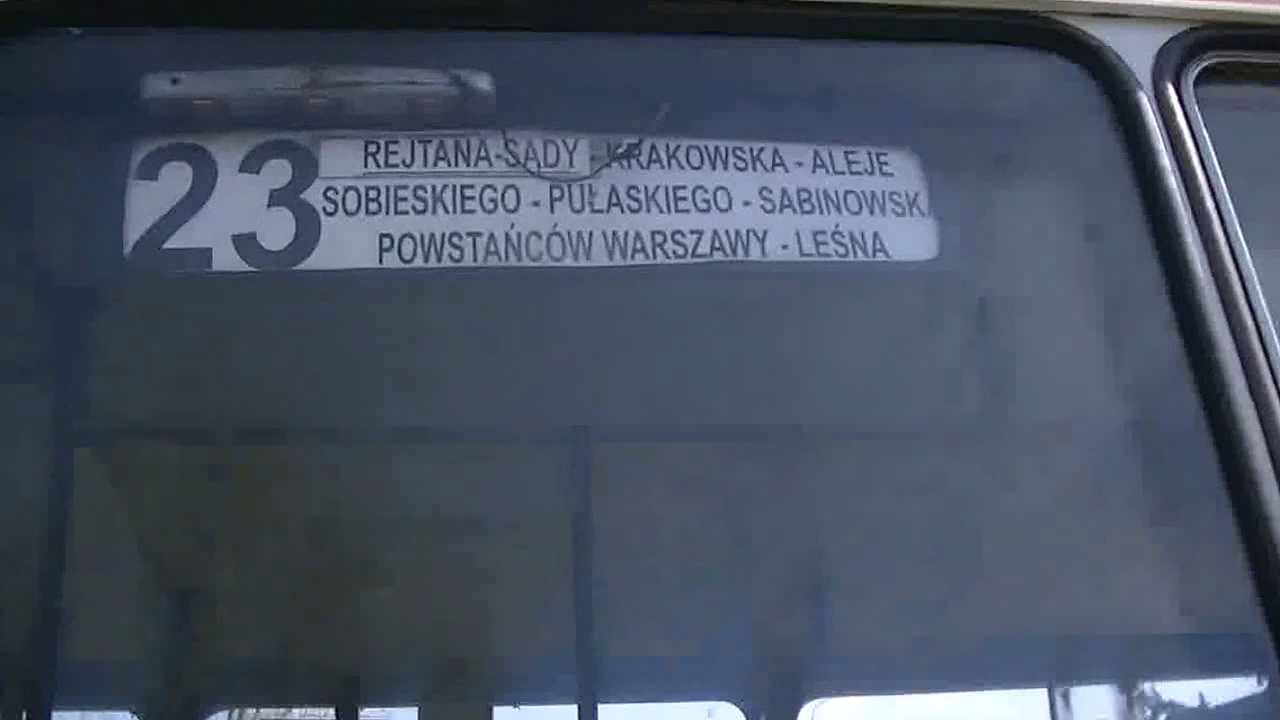 23
REJTANA-SADY - KRAKOWSKA - ALEJE
SOBIESKIEGO - PUŁASKIEGO - SABINOWSK
POWSTAŃCÓW WARSZAWY - LEŚNA